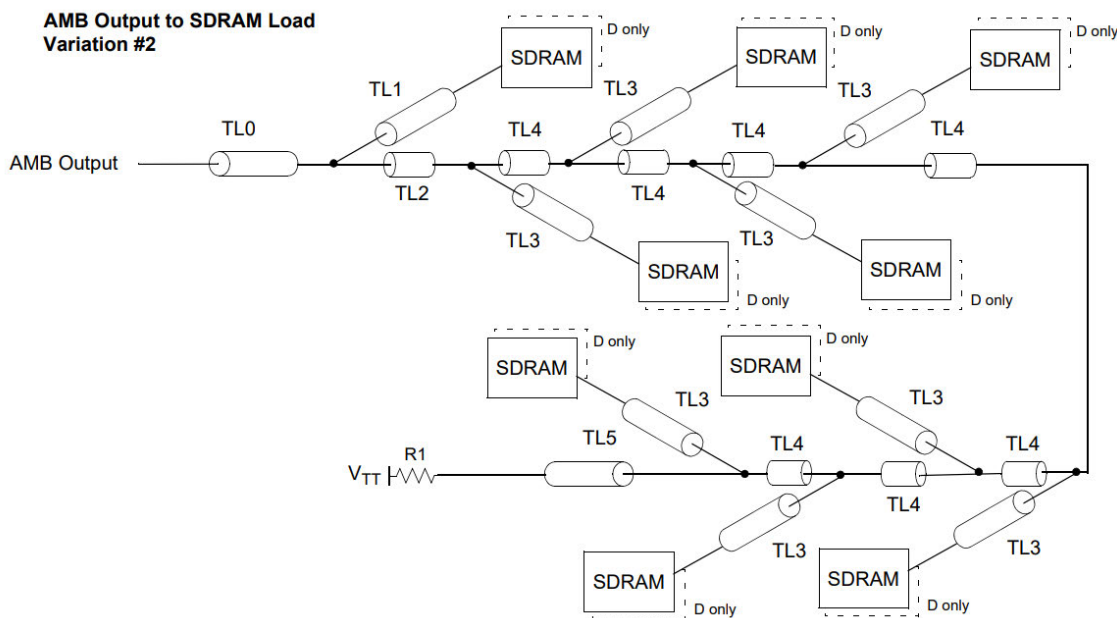 AMB Output to SDRAM Load
Variation #2
D only
D only
D only
SDRAM
SDRAM
SDRAM
TL1
TL3
TL3
TL0
TL4
TL4
TL4
AMB Output
TL2
TL4
TL3
TL3
SDRAM
SDRAM
D only
D only
D only
D only
SDRAM
SDRAM
TL3
TL3
TL5
TL4
TL4
R1
VTT
TL4
TL3
TL3
SDRAM
SDRAM
D only
D only